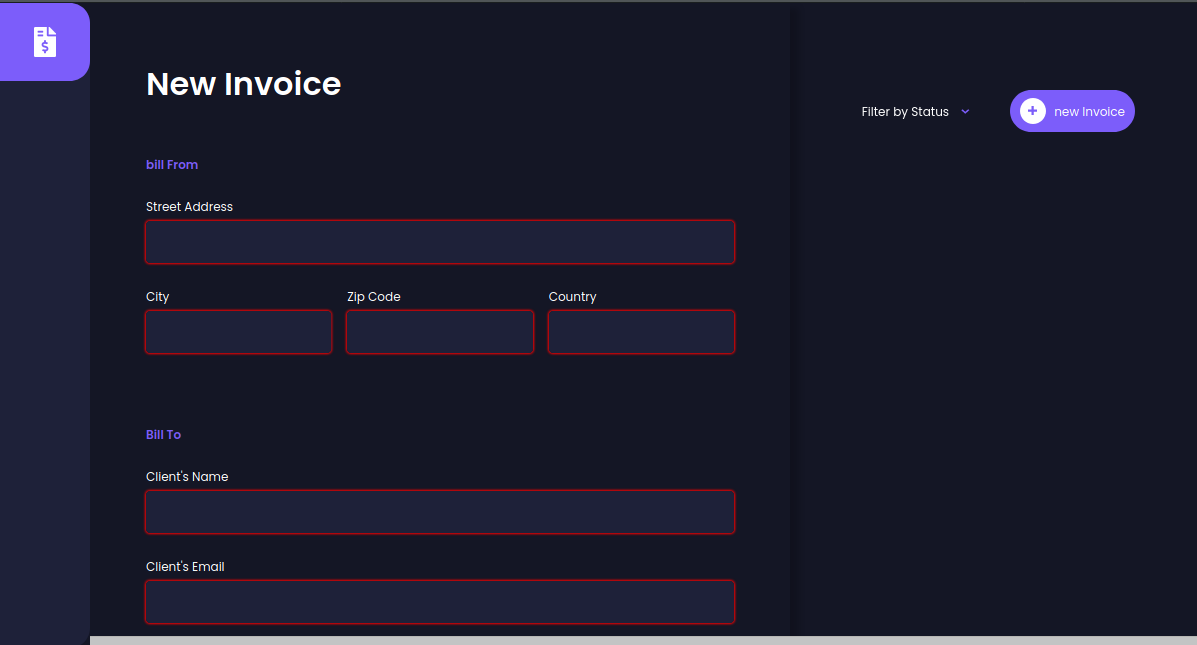 $
New Invoice
Filter by Status
new Invoice
bill From
Street Address
City Zip Code Country
Bill To
Client's Name
Client's Email